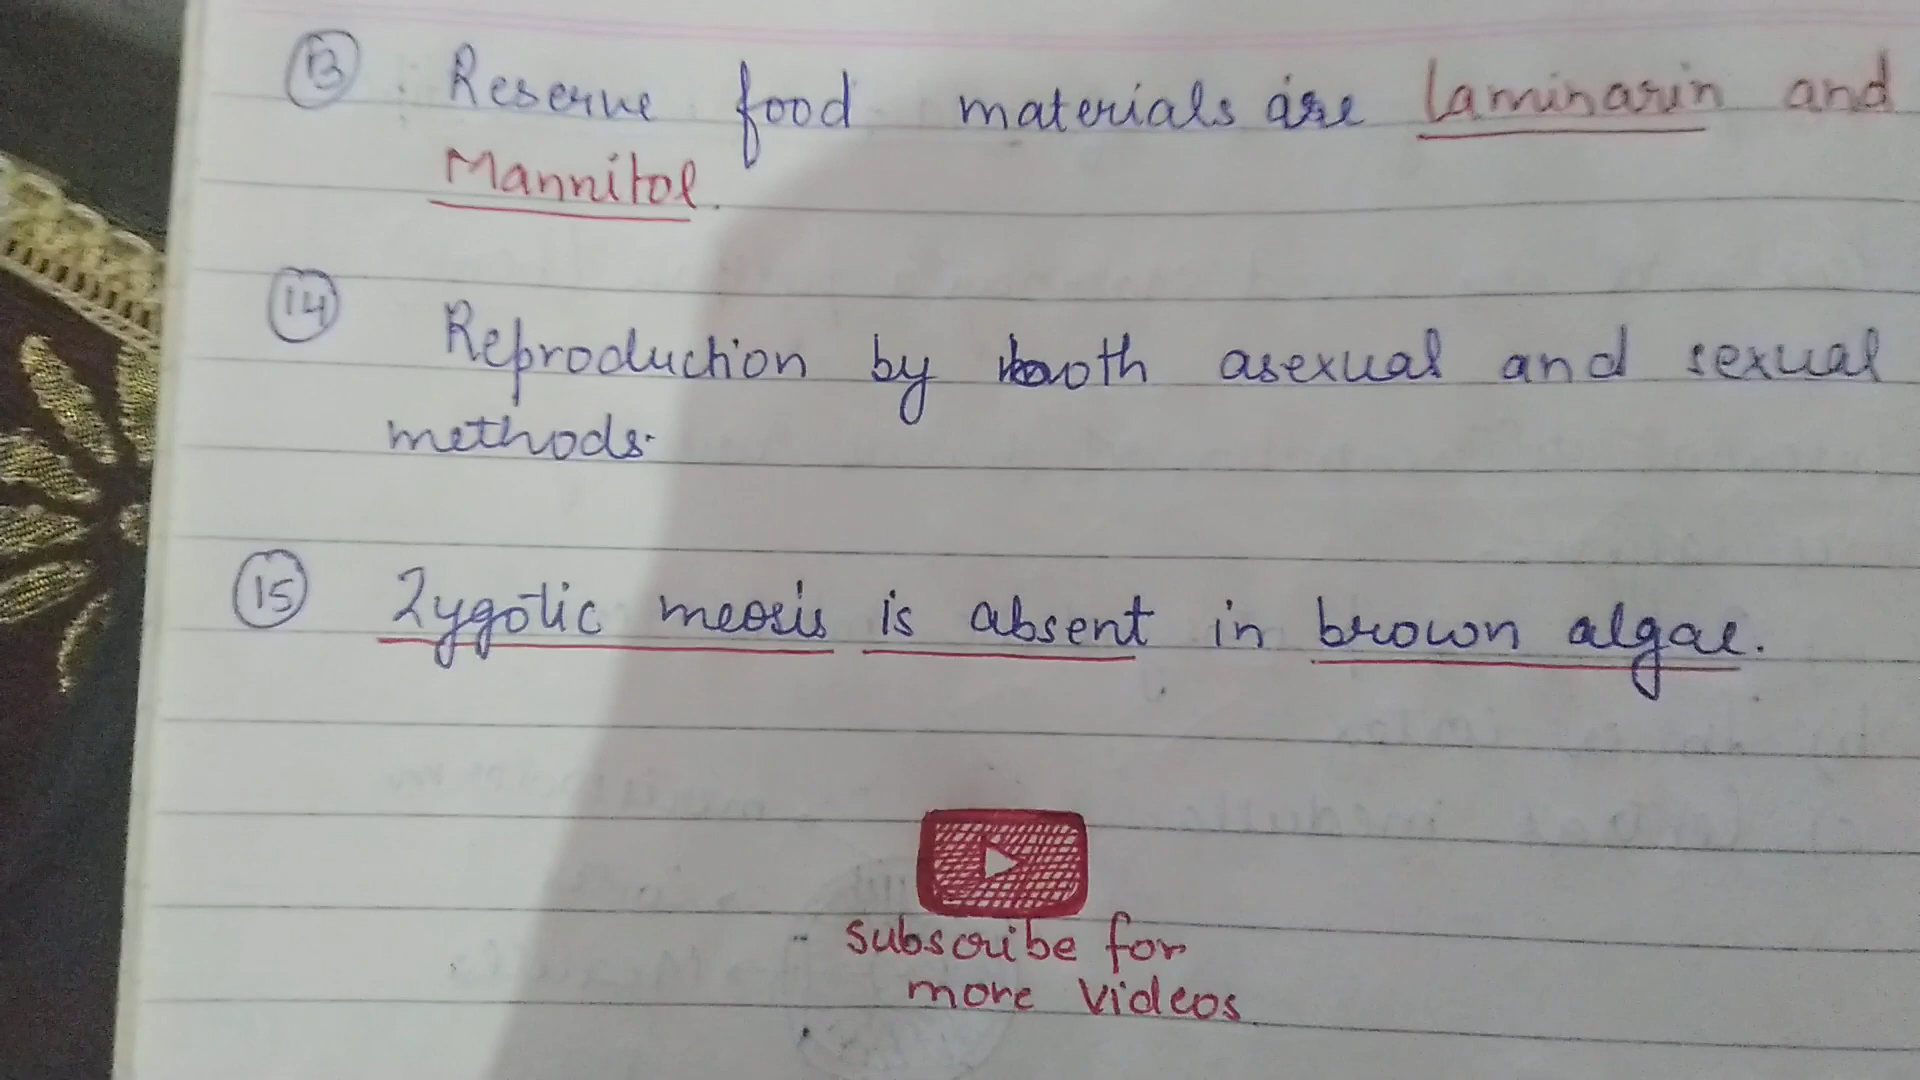 13 Reserve food materials are laminarin and
Mannitol.
14 Reproduction by both asexual and sexual
methods.
15 Zygotic meosis is absent in brown algae.
subscribe for
more Videos